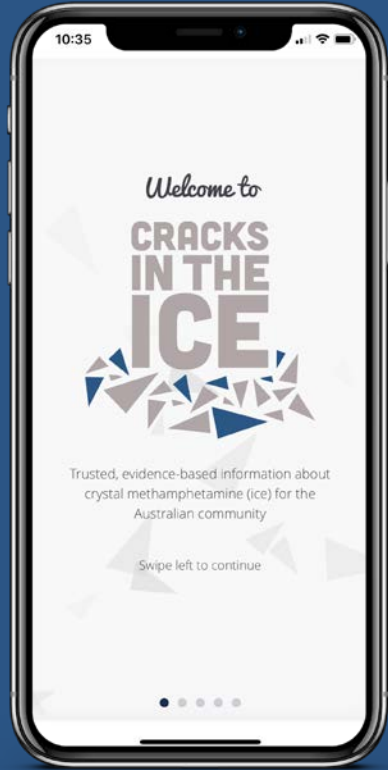 10:35
Welcome to
CRACKS
IN THE
ICE
Trusted, evidence-based information about
crystal methamphetamine (ice) for the
Australian community
Swipe left to continue